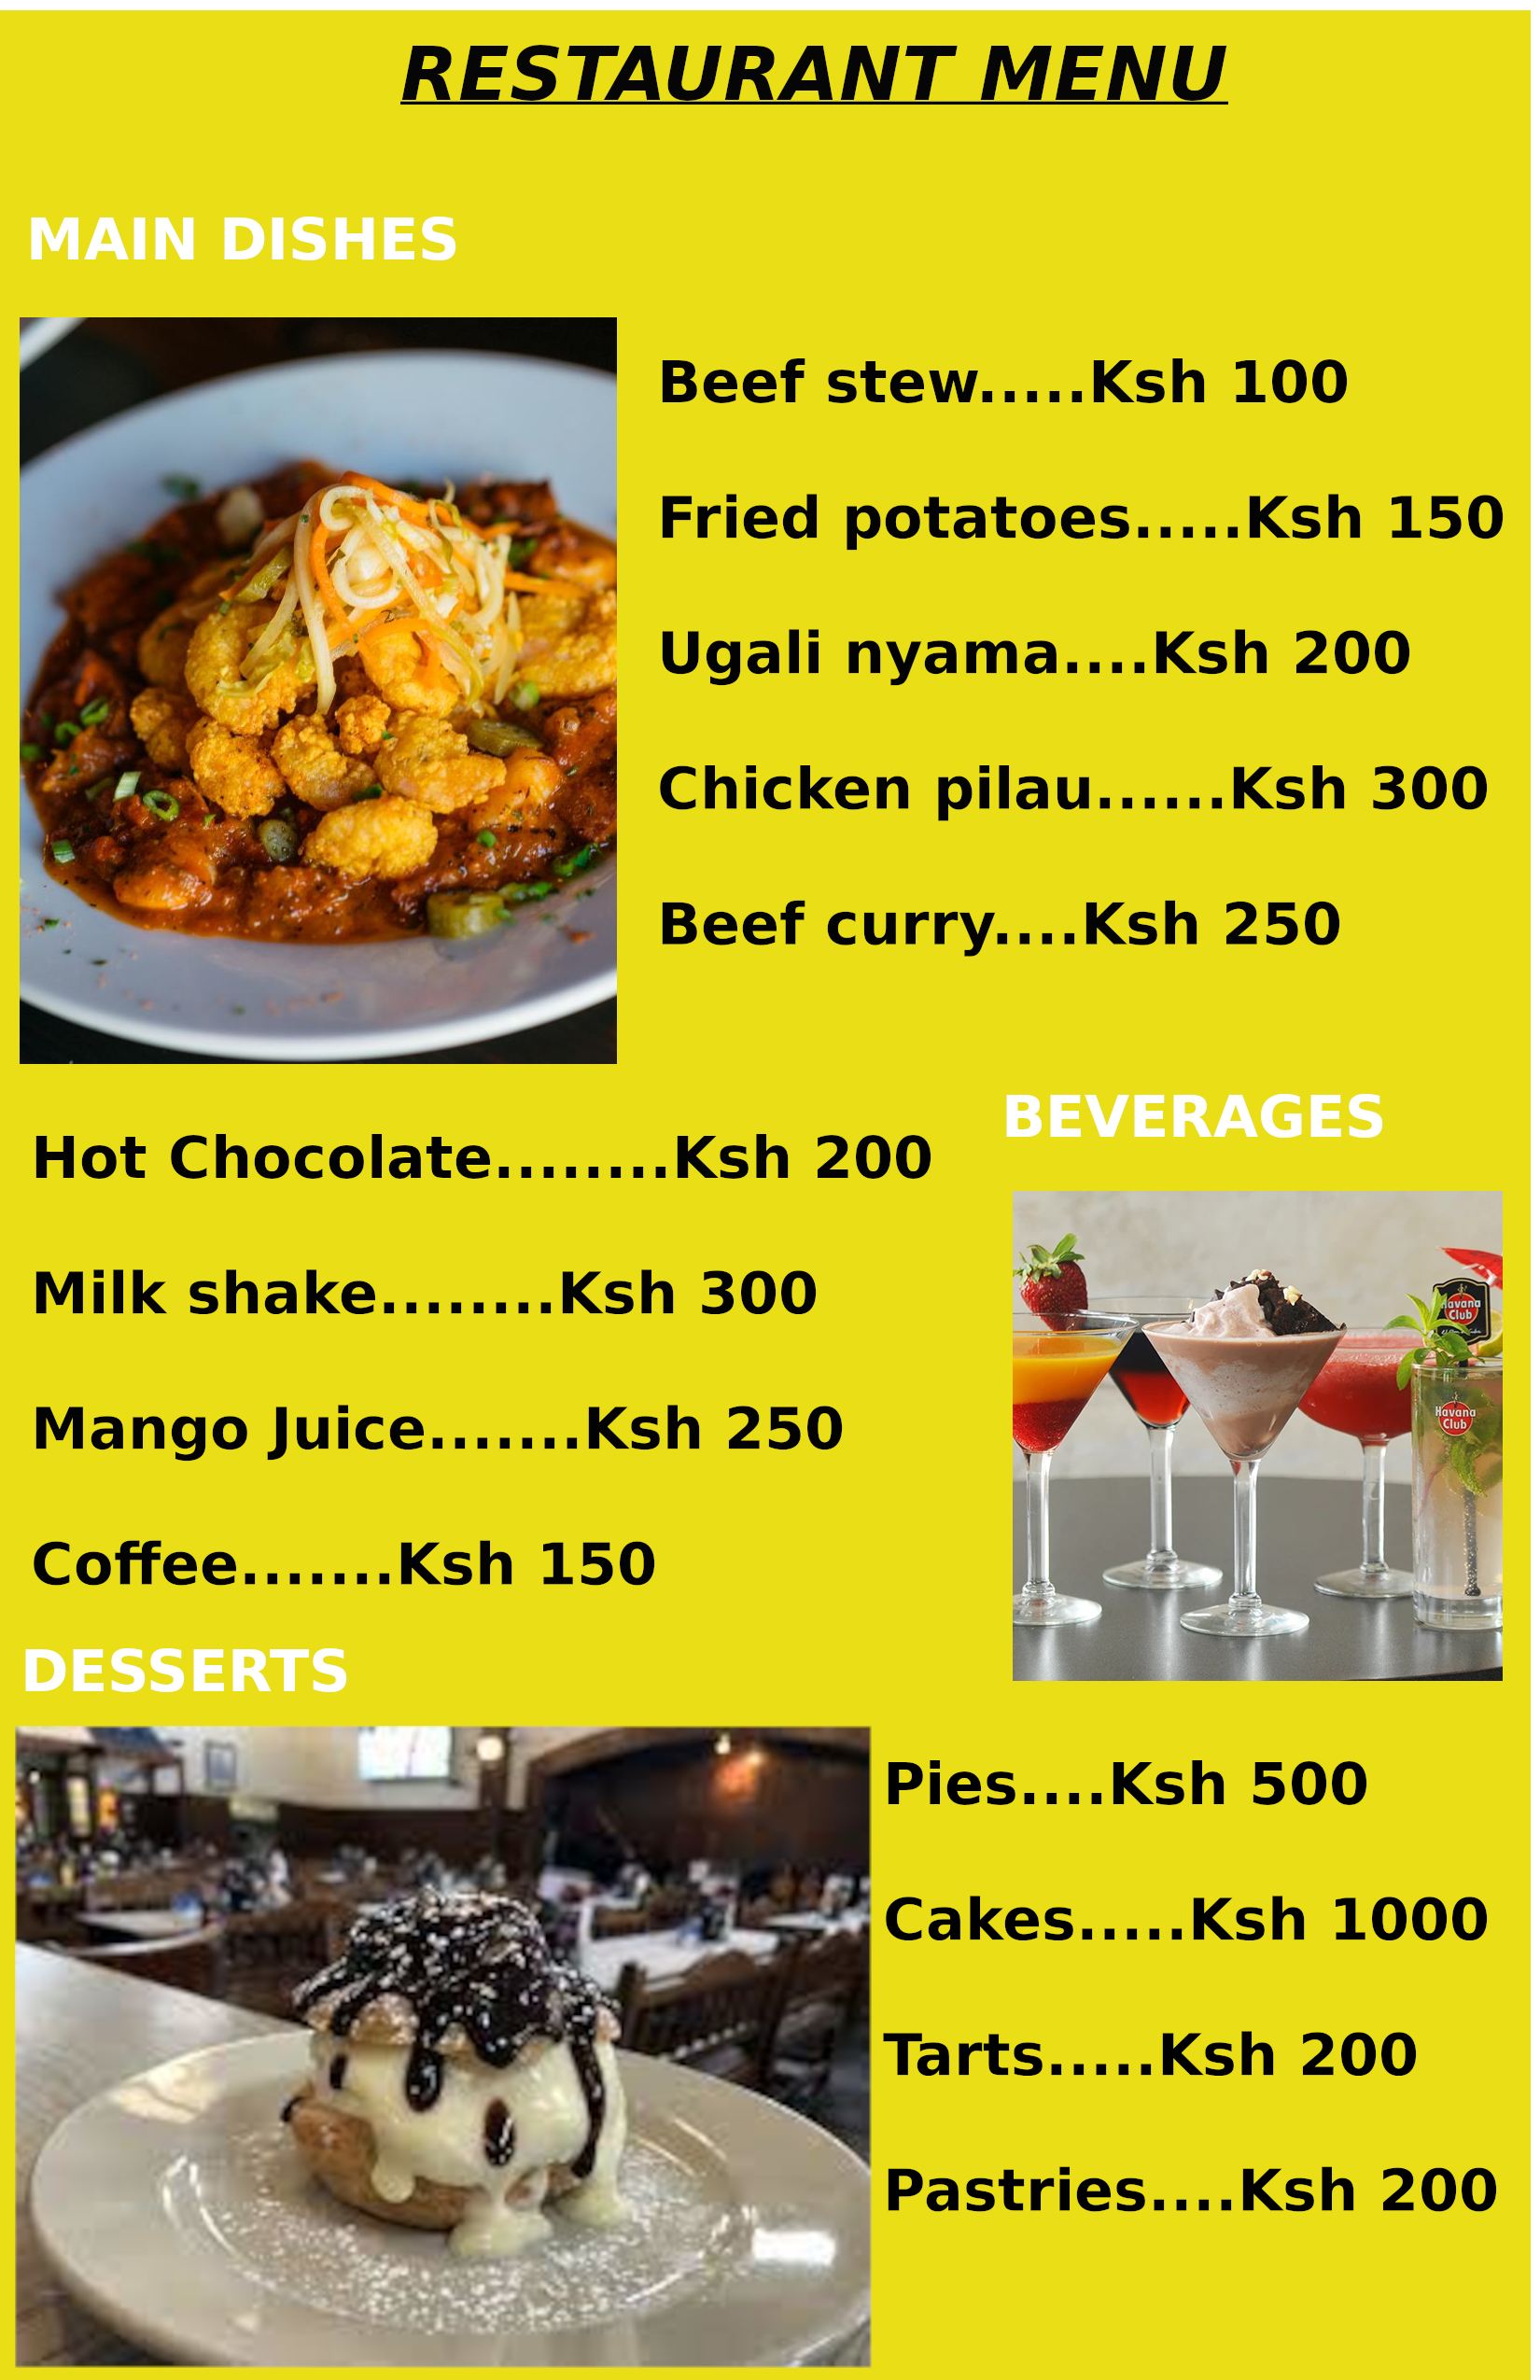 RESTAURANT MENU
MAIN DISHES
Beef stew.....Ksh 100
Fried potatoes.....Ksh 150
Ugali nyama....Ksh 200
Chicken pilau......Ksh 300
Beef curry....Ksh 250
BEVERAGES
Hot Chocolate........Ksh 200
Milk shake........Ksh 300
Mango Juice.......Ksh 250
Coffee.......Ksh 150
Havana
Club
Havana
Club
DESSERTS
Pies....Ksh 500
Cakes.....Ksh 1000
Tarts.....Ksh 200
Pastries....Ksh 200